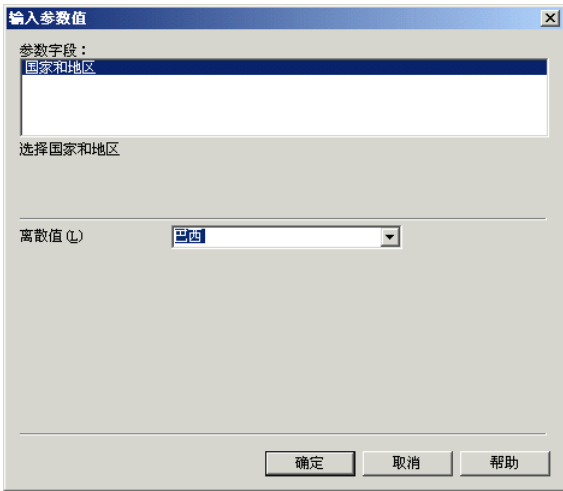 输入参数值
参数字段：
国家和地区
选择国家和地区
离散值(L)
巴西
确定
取消
帮助